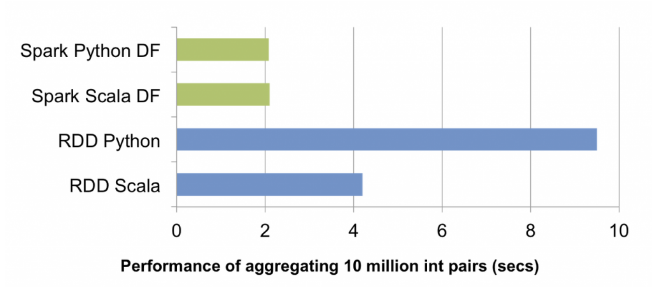 Spark Python DF
Spark Scala DF
RDD Python
RDD Scala
0 2 4 6 8 10
Performance of aggregating 10 million int pairs (secs)